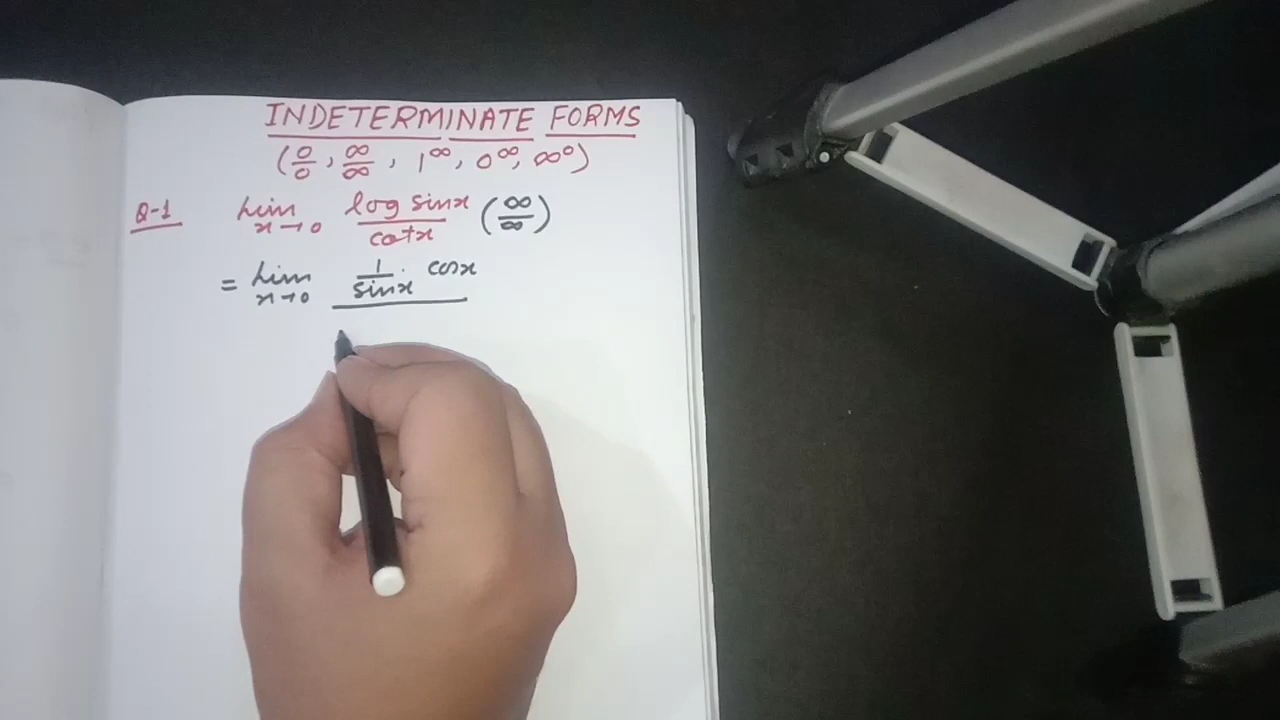 INDETERMINATE FORMS
(0/0, ∞/∞, 1^∞, 0^∞, ∞^0)
Q-1 Lim x→0 log sinx / cotx (∞/∞)
= Lim x→0 1/sinx · cosx